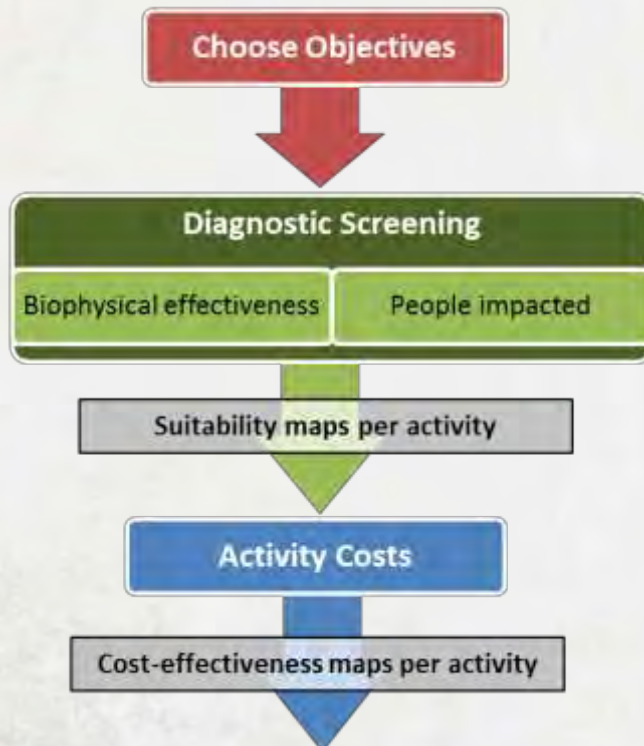 Choose Objectives
Diagnostic Screening
Biophysical effectiveness
People impacted
Suitability maps per activity
Activity Costs
Cost-effectiveness maps per activity